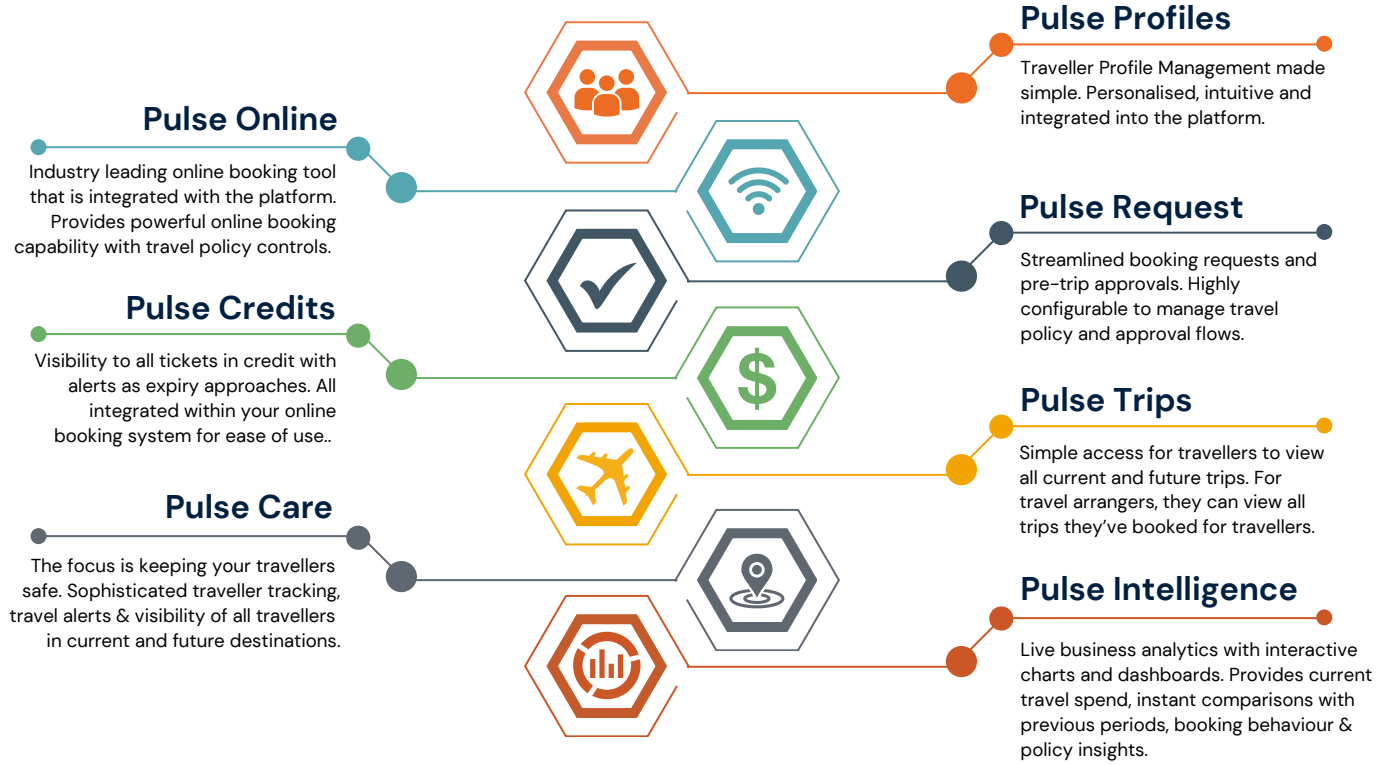 Pulse Profiles
Traveller Profile Management made
simple. Personalised, intuitive and
integrated into the platform.
Pulse Online
Industry leading online booking tool
that is integrated with the platform.
Provides powerful online booking
capability with travel policy controls.
Pulse Request
Streamlined booking requests and
pre-trip approvals. Highly
configurable to manage travel
policy and approval flows.
Pulse Credits
Visibility to all tickets in credit with
alerts as expiry approaches. All
integrated within your online
booking system for ease of use..
$
Pulse Trips
Simple access for travellers to view
all current and future trips. For
travel arrangers, they can view all
trips they’ve booked for travellers.
Pulse Care
The focus is keeping your travellers
safe. Sophisticated traveller tracking,
travel alerts & visibility of all travellers
in current and future destinations.
Pulse Intelligence
Live business analytics with interactive
charts and dashboards. Provides current
travel spend, instant comparisons with
previous periods, booking behaviour &
policy insights.